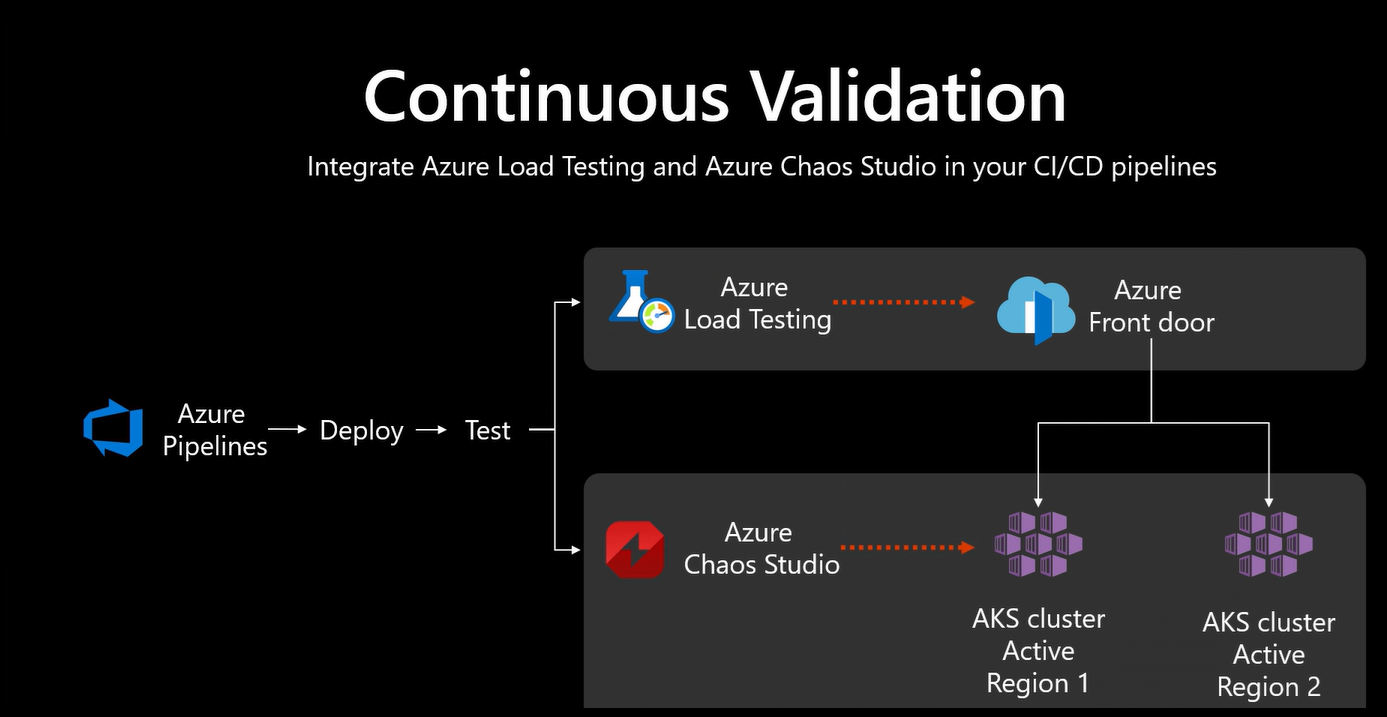 Continuous Validation
Integrate Azure Load Testing and Azure Chaos Studio in your CI/CD pipelines
Azure
Load Testing
Azure
Front door
Azure
Pipelines
Deploy
Test
Azure
Chaos Studio
AKS cluster
Active
Region 1
AKS cluster
Active
Region 2